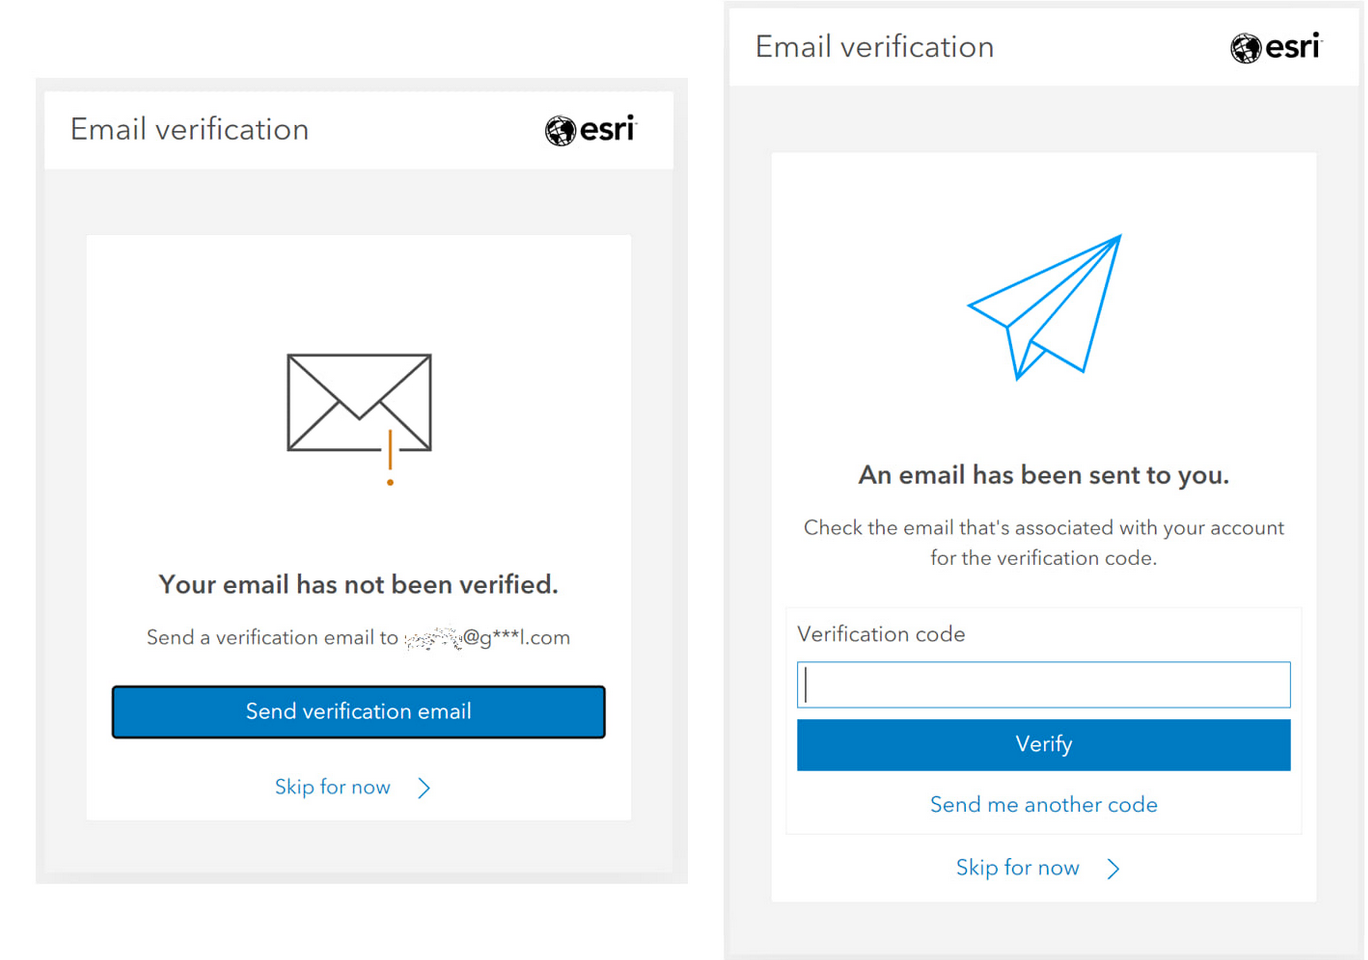 Email verification
esri
Your email has not been verified.
Send a verification email to @g***l.com
Send verification email
Skip for now
Email verification
esri
An email has been sent to you.
Check the email that's associated with your account
for the verification code.
Verification code
Verify
Send me another code
Skip for now